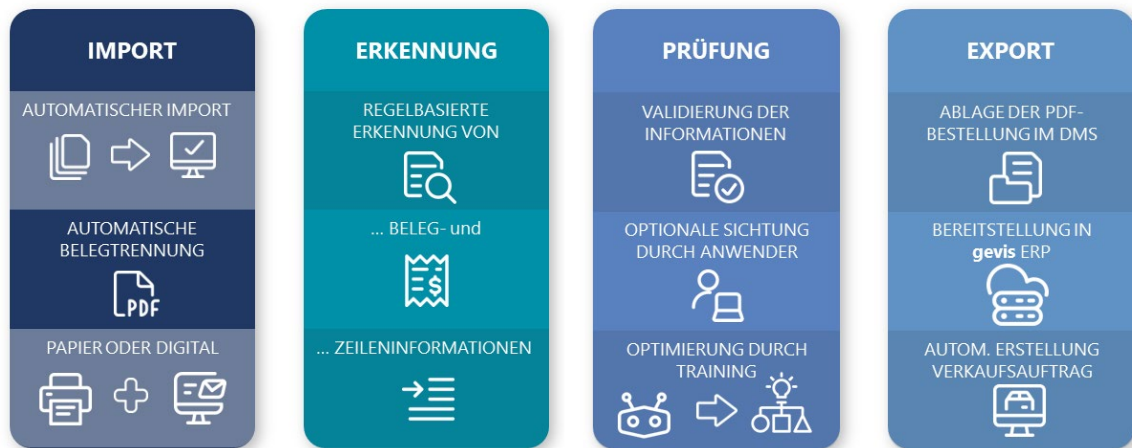 IMPORT
AUTOMATISCHER IMPORT
AUTOMATISCHE
BELEGTRENNUNG
PDF
PAPIER ODER DIGITAL
ERKENNUNG
REGELBASIERTE
ERKENNUNG VON
... BELEG- und
$
... ZEILENINFORMATIONEN
PRÜFUNG
VALIDIERUNG DER
INFORMATIONEN
OPTIONALE SICHTUNG
DURCH ANWENDER
OPTIMIERUNG DURCH
TRAINING
EXPORT
ABLAGE DER PDF-
BESTELLUNG IM DMS
BEREITSTELLUNG IN
gevis ERP
AUTOM. ERSTELLUNG
VERKAUFSAUFTRAG